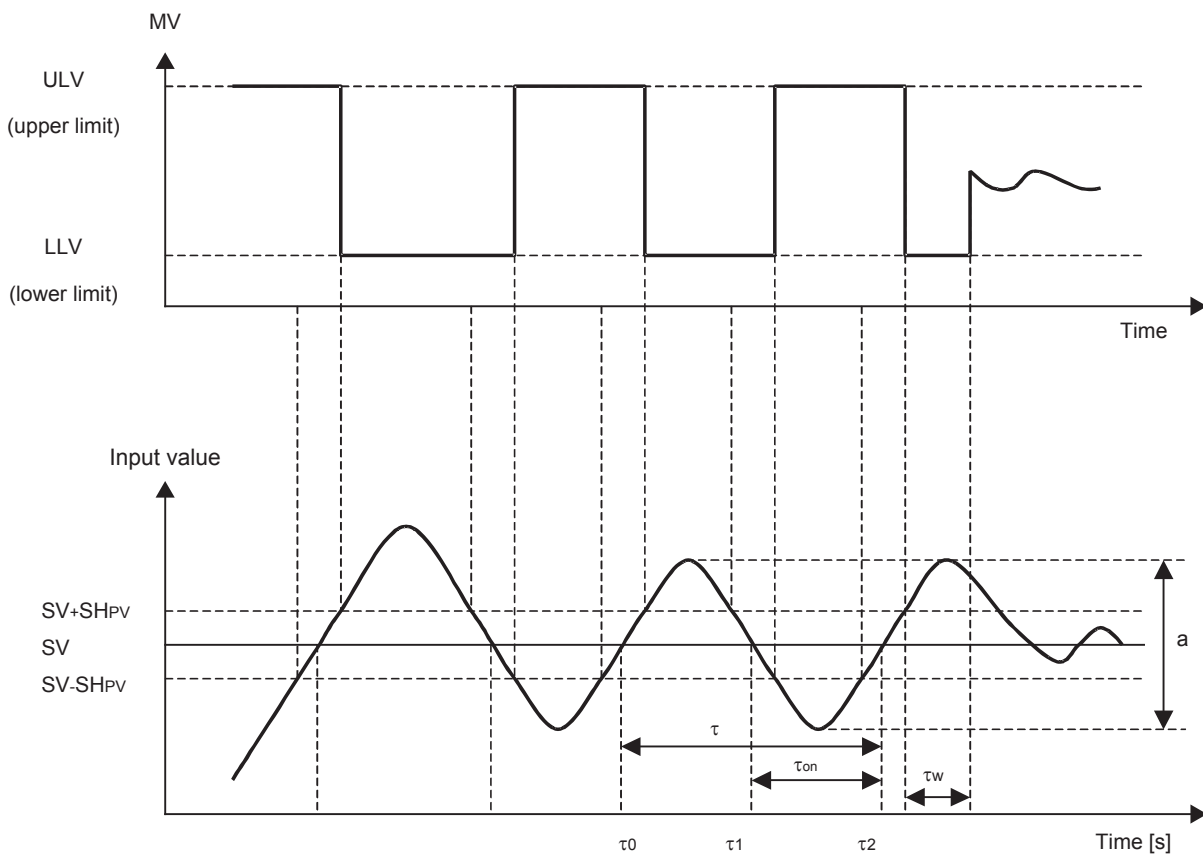 MV
ULV
(upper limit)
LLV
(lower limit)
Time
Input value
SV+SHPV
SV
SV-SHPV
a
τ
τon
τw
τ0
τ1
τ2
Time [s]